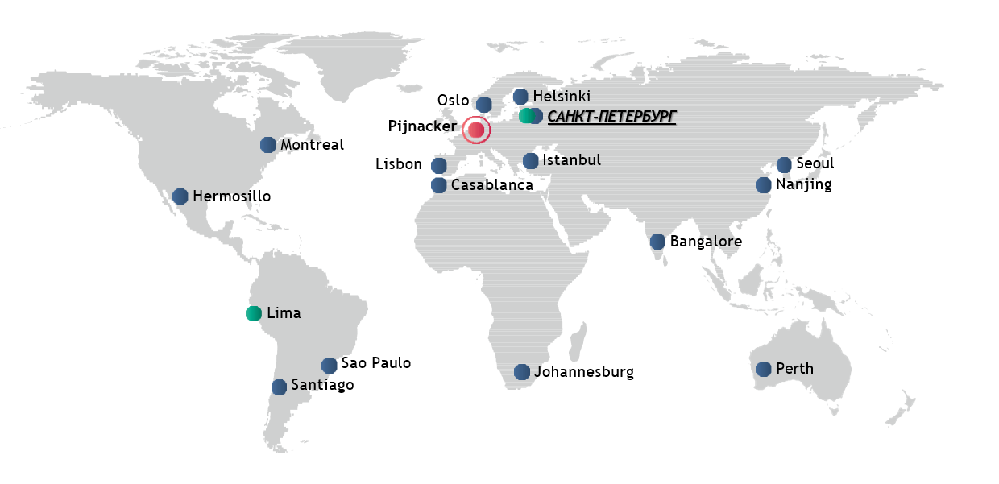 Oslo
Helsinki
САНКТ-ПЕТЕРБУРГ
Pijnacker
Montreal
Lisbon
Istanbul
Seoul
Casablanca
Nanjing
Hermosillo
Bangalore
Lima
Sao Paulo
Johannesburg
Perth
Santiago